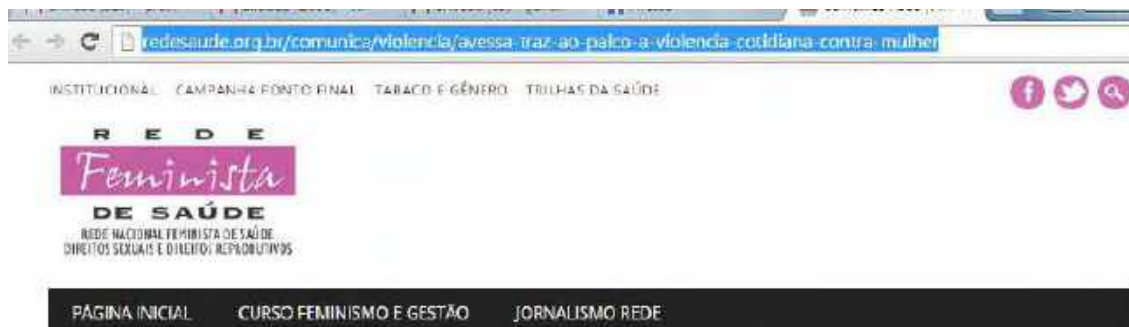 redesaude.org.br/comunica/violencia/avessa-traz-ao-palco-a-violencia-cotidiana-contra-mulher
INSTITUCIONAL CAMPANHA PONTO FINAL TABACO E GÊNERO TRILHAS DA SAÚDE
REDE
Feminista
DE SAÚDE
REDE NACIONAL FEMINISTA DE SAÚDE
DIREITOS SEXUAIS E DIREITOS REPRODUTIVOS
PÁGINA INICIAL CURSO FEMINISMO E GESTÃO JORNALISMO REDE